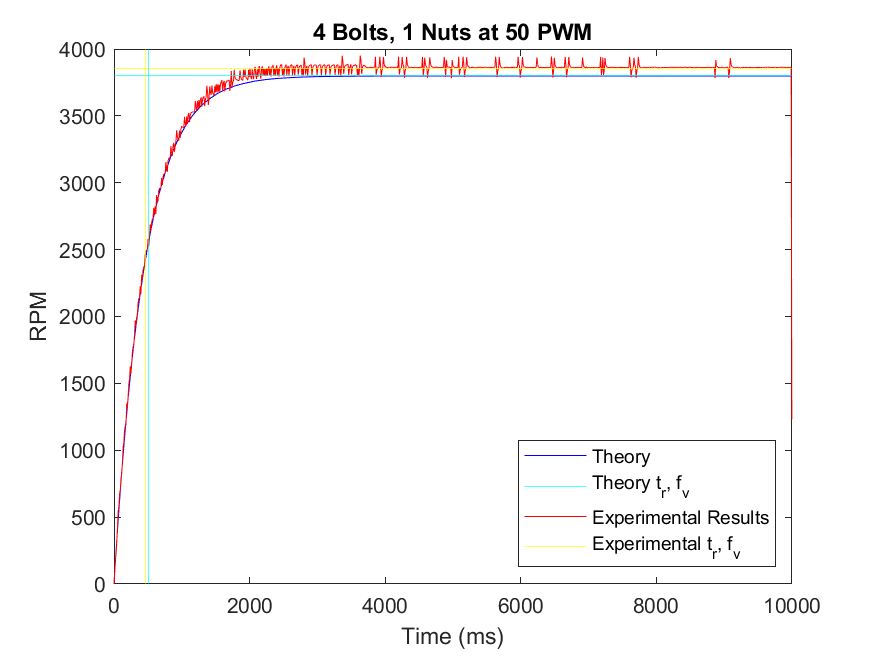 4 Bolts, 1 Nuts at 50 PWM
4000
3500
3000
2500
2000
1500
1000
500
0
RPM
Theory
Theory t_r, f_v
Experimental Results
Experimental t_r, f_v
0 2000 4000 6000 8000 10000
Time (ms)